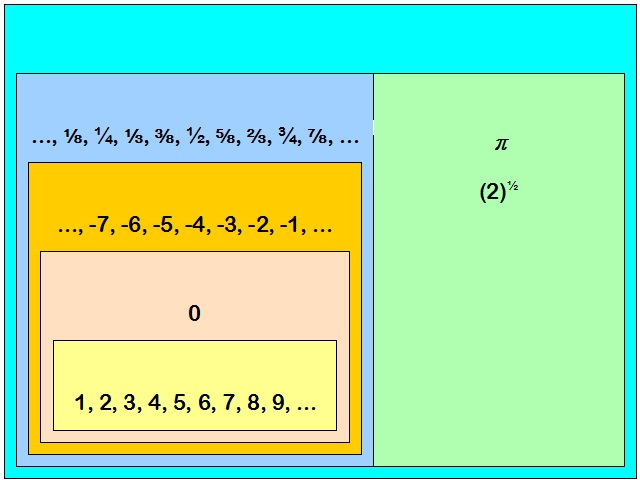 …, ⅛, ¼, ⅓, ⅜, ½, ⅝, ⅔, ¾, ⅞, …
π
(2)^½
…, -7, -6, -5, -4, -3, -2, -1, …
0
1, 2, 3, 4, 5, 6, 7, 8, 9, …